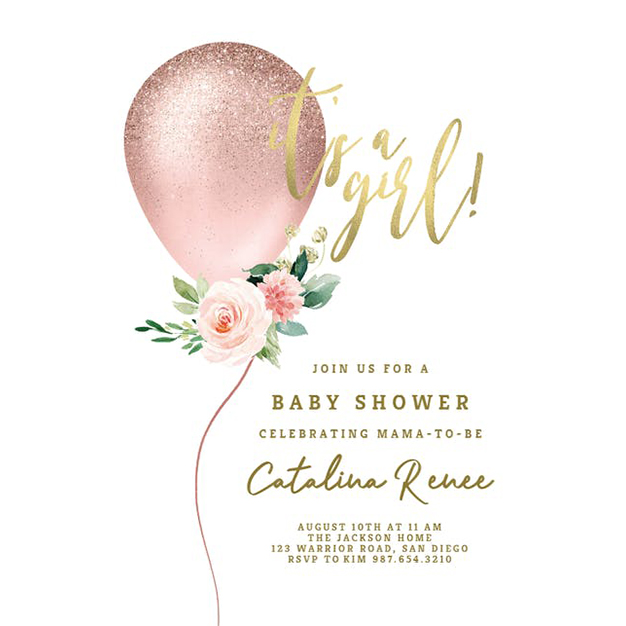 it's a
girl!
JOIN US FOR A
BABY SHOWER
CELEBRATING MAMA-TO-BE
Catalina Renee
AUGUST 10TH AT 11 AM
THE JACKSON HOME
123 WARRIOR ROAD, SAN DIEGO
RSVP TO KIM 987.654.3210